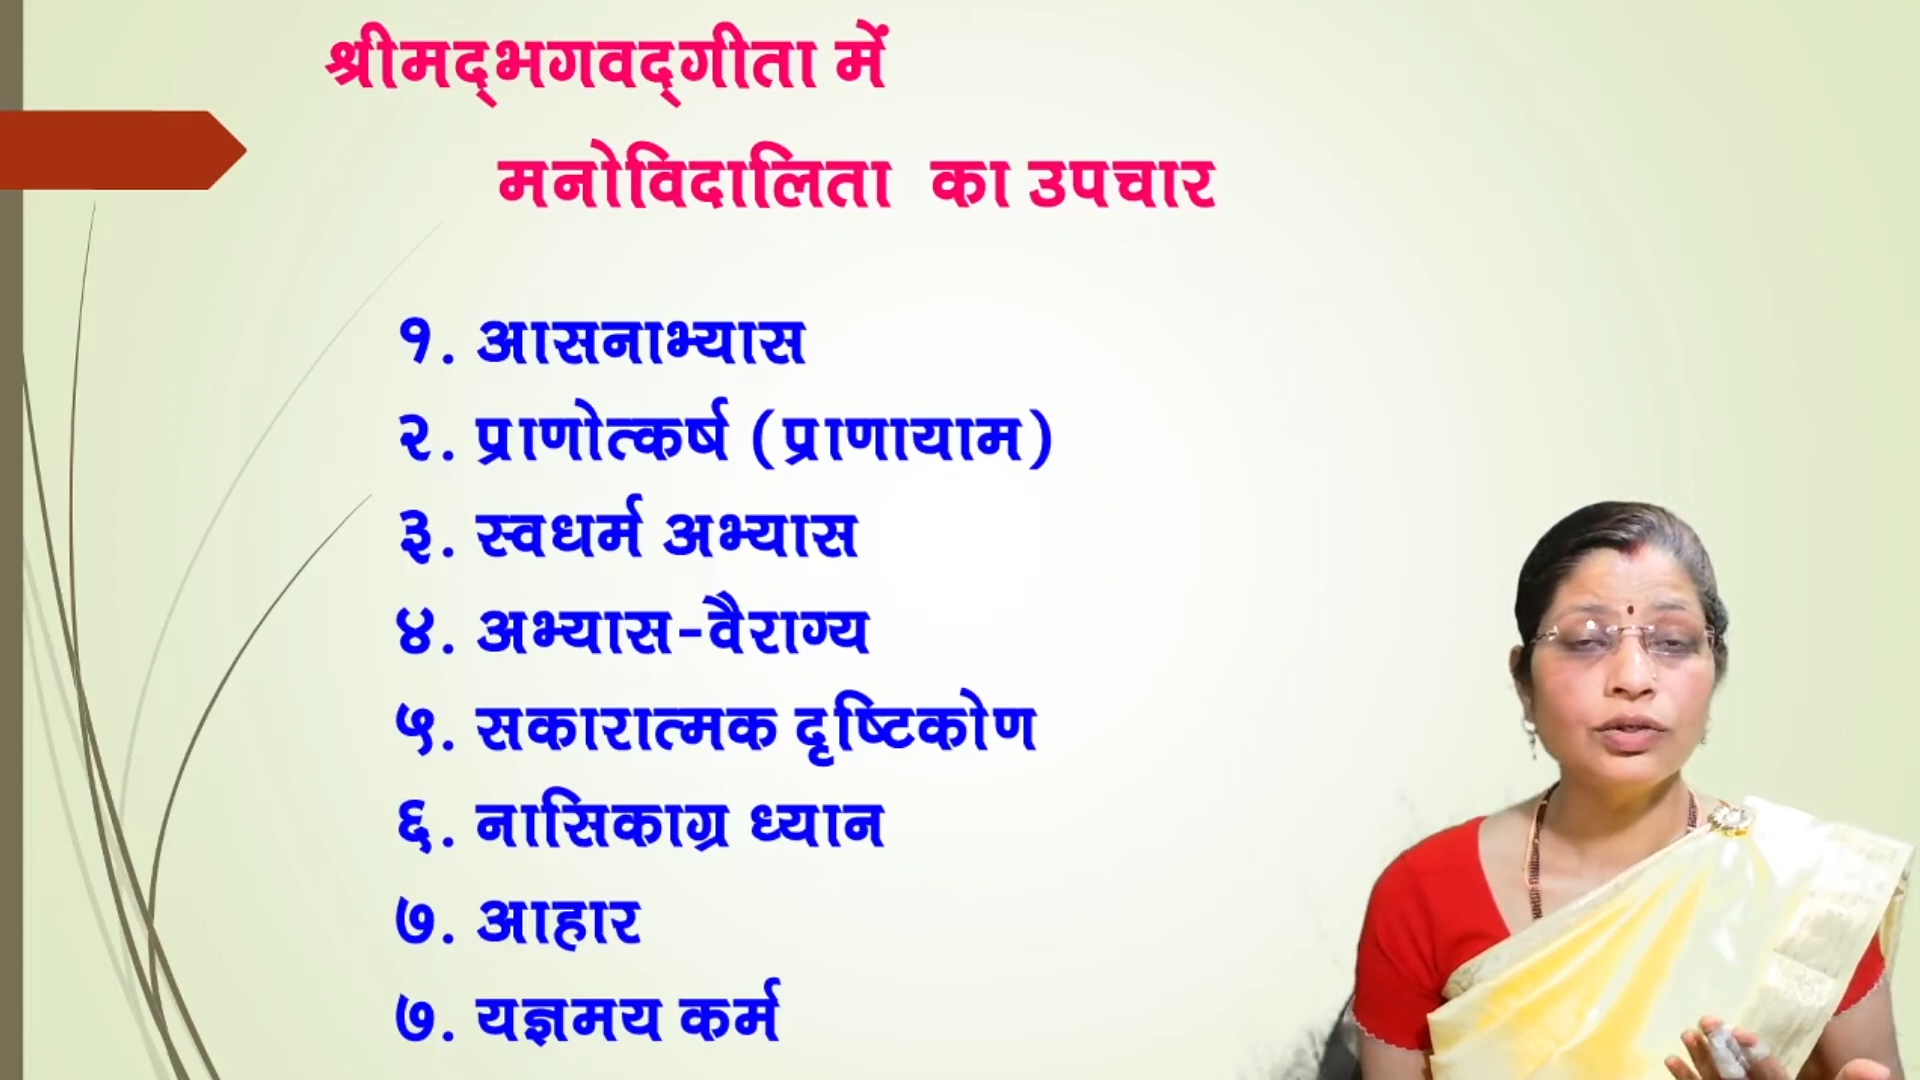 श्रीमद्‌भगवद्‌गीता में
मनोविदालिता का उपचार
१. आसनाभ्यास
२. प्राणोत्कर्ष (प्राणायाम)
३. स्वधर्म अभ्यास
४. अभ्यास-वैराग्य
५. सकारात्मक दृष्टिकोण
६. नासिकाग्र ध्यान
७. आहार
७. यज्ञमय कर्म